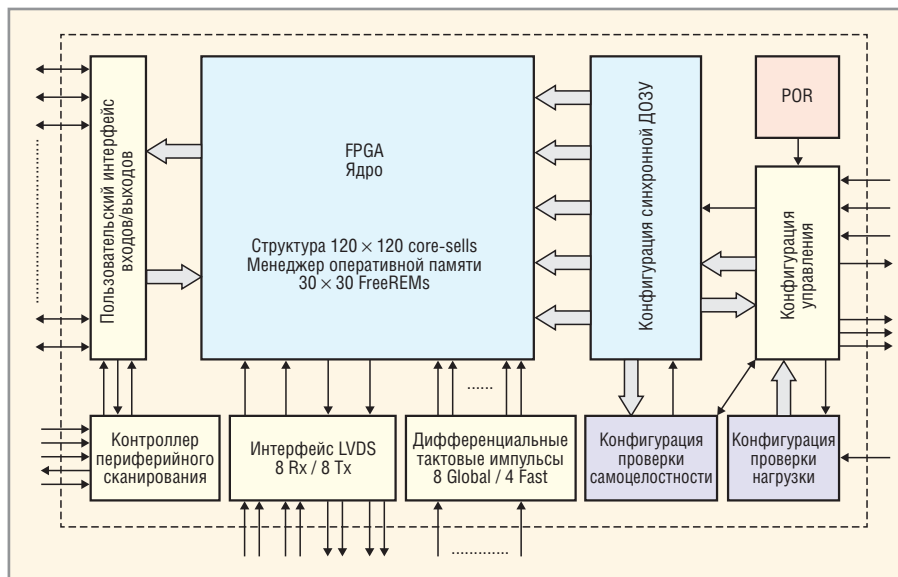 Пользовательский интерфейс
входов/выходов
FPGA
Ядро
Структура 120 × 120 core-sells
Менеджер оперативной памяти
30 × 30 FreeREMs
Конфигурация синхронной ДОЗУ
POR
Конфигурация
управления
Контроллер
периферийного
сканирования
Интерфейс LVDS
8 Rx / 8 Tx
Дифференциальные
тактовые импульсы
8 Global / 4 Fast
Конфигурация
проверки
самоцелостности
Конфигурация
проверки
нагрузки